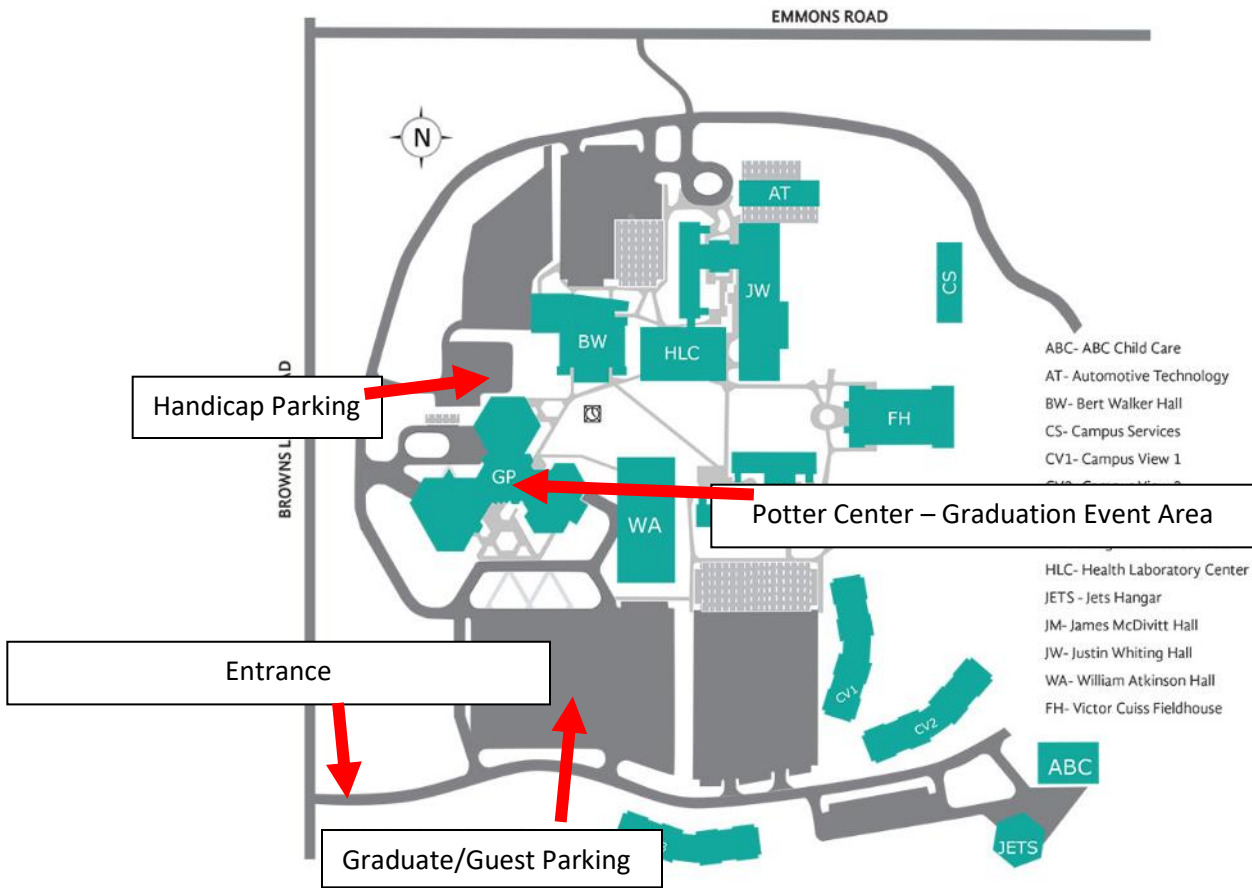 EMMONS ROAD
N
AT
CS
JW
BW
HLC
ABC- ABC Child Care
AT- Automotive Technology
BW- Bert Walker Hall
CS- Campus Services
CV1- Campus View 1
Handicap Parking
FH
BROWNS
GP
WA
Potter Center – Graduation Event Area
HLC- Health Laboratory Center
JETS - Jets Hangar
JM- James McDivitt Hall
JW- Justin Whiting Hall
WA- William Atkinson Hall
FH- Victor Cuiss Fieldhouse
Entrance
CV1
CV2
ABC
Graduate/Guest Parking
JETS